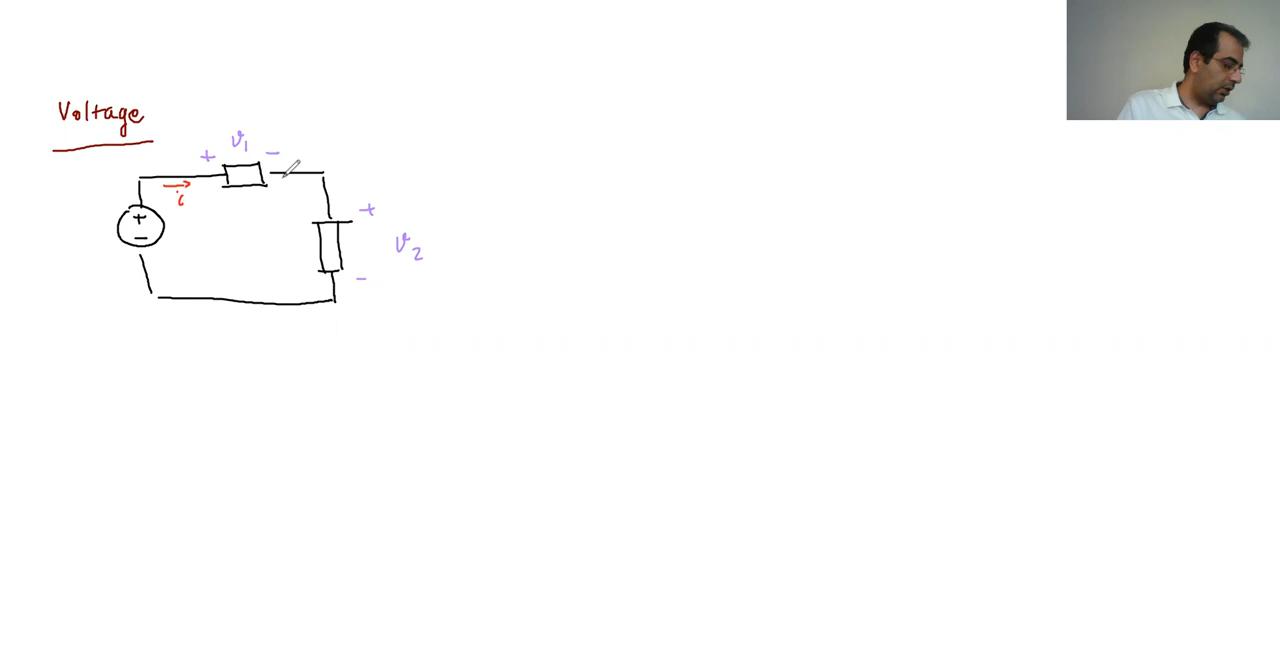 Voltage
+ v1 -
i
+
-
+
v2
-